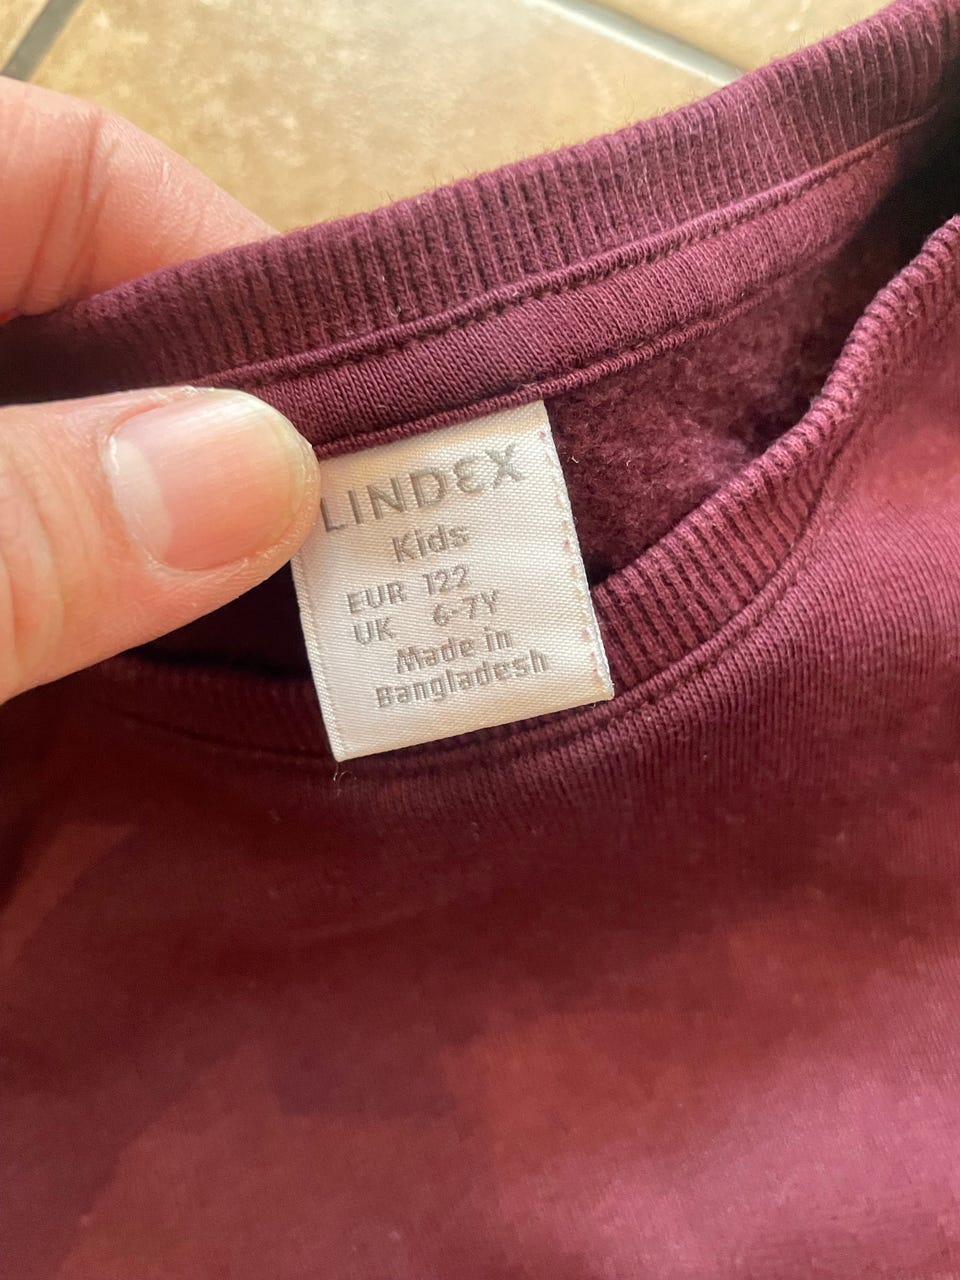 LINDEX
Kids
EUR 122
UK 6-7Y
Made in
Bangladesh